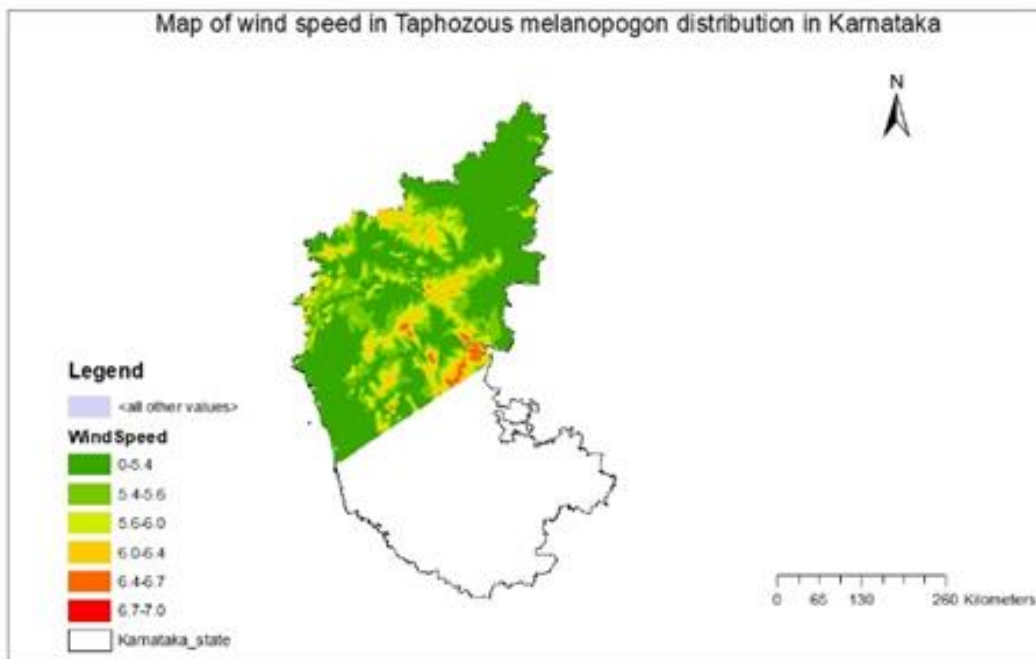 Map of wind speed in Taphozous melanopogon distribution in Karnataka
N
Legend
<all other values>
WindSpeed
0-5.4
5.4-5.6
5.6-6.0
6.0-6.4
6.4-6.7
6.7-7.0
Karnataka_state
0 65 130 260 Kilometers